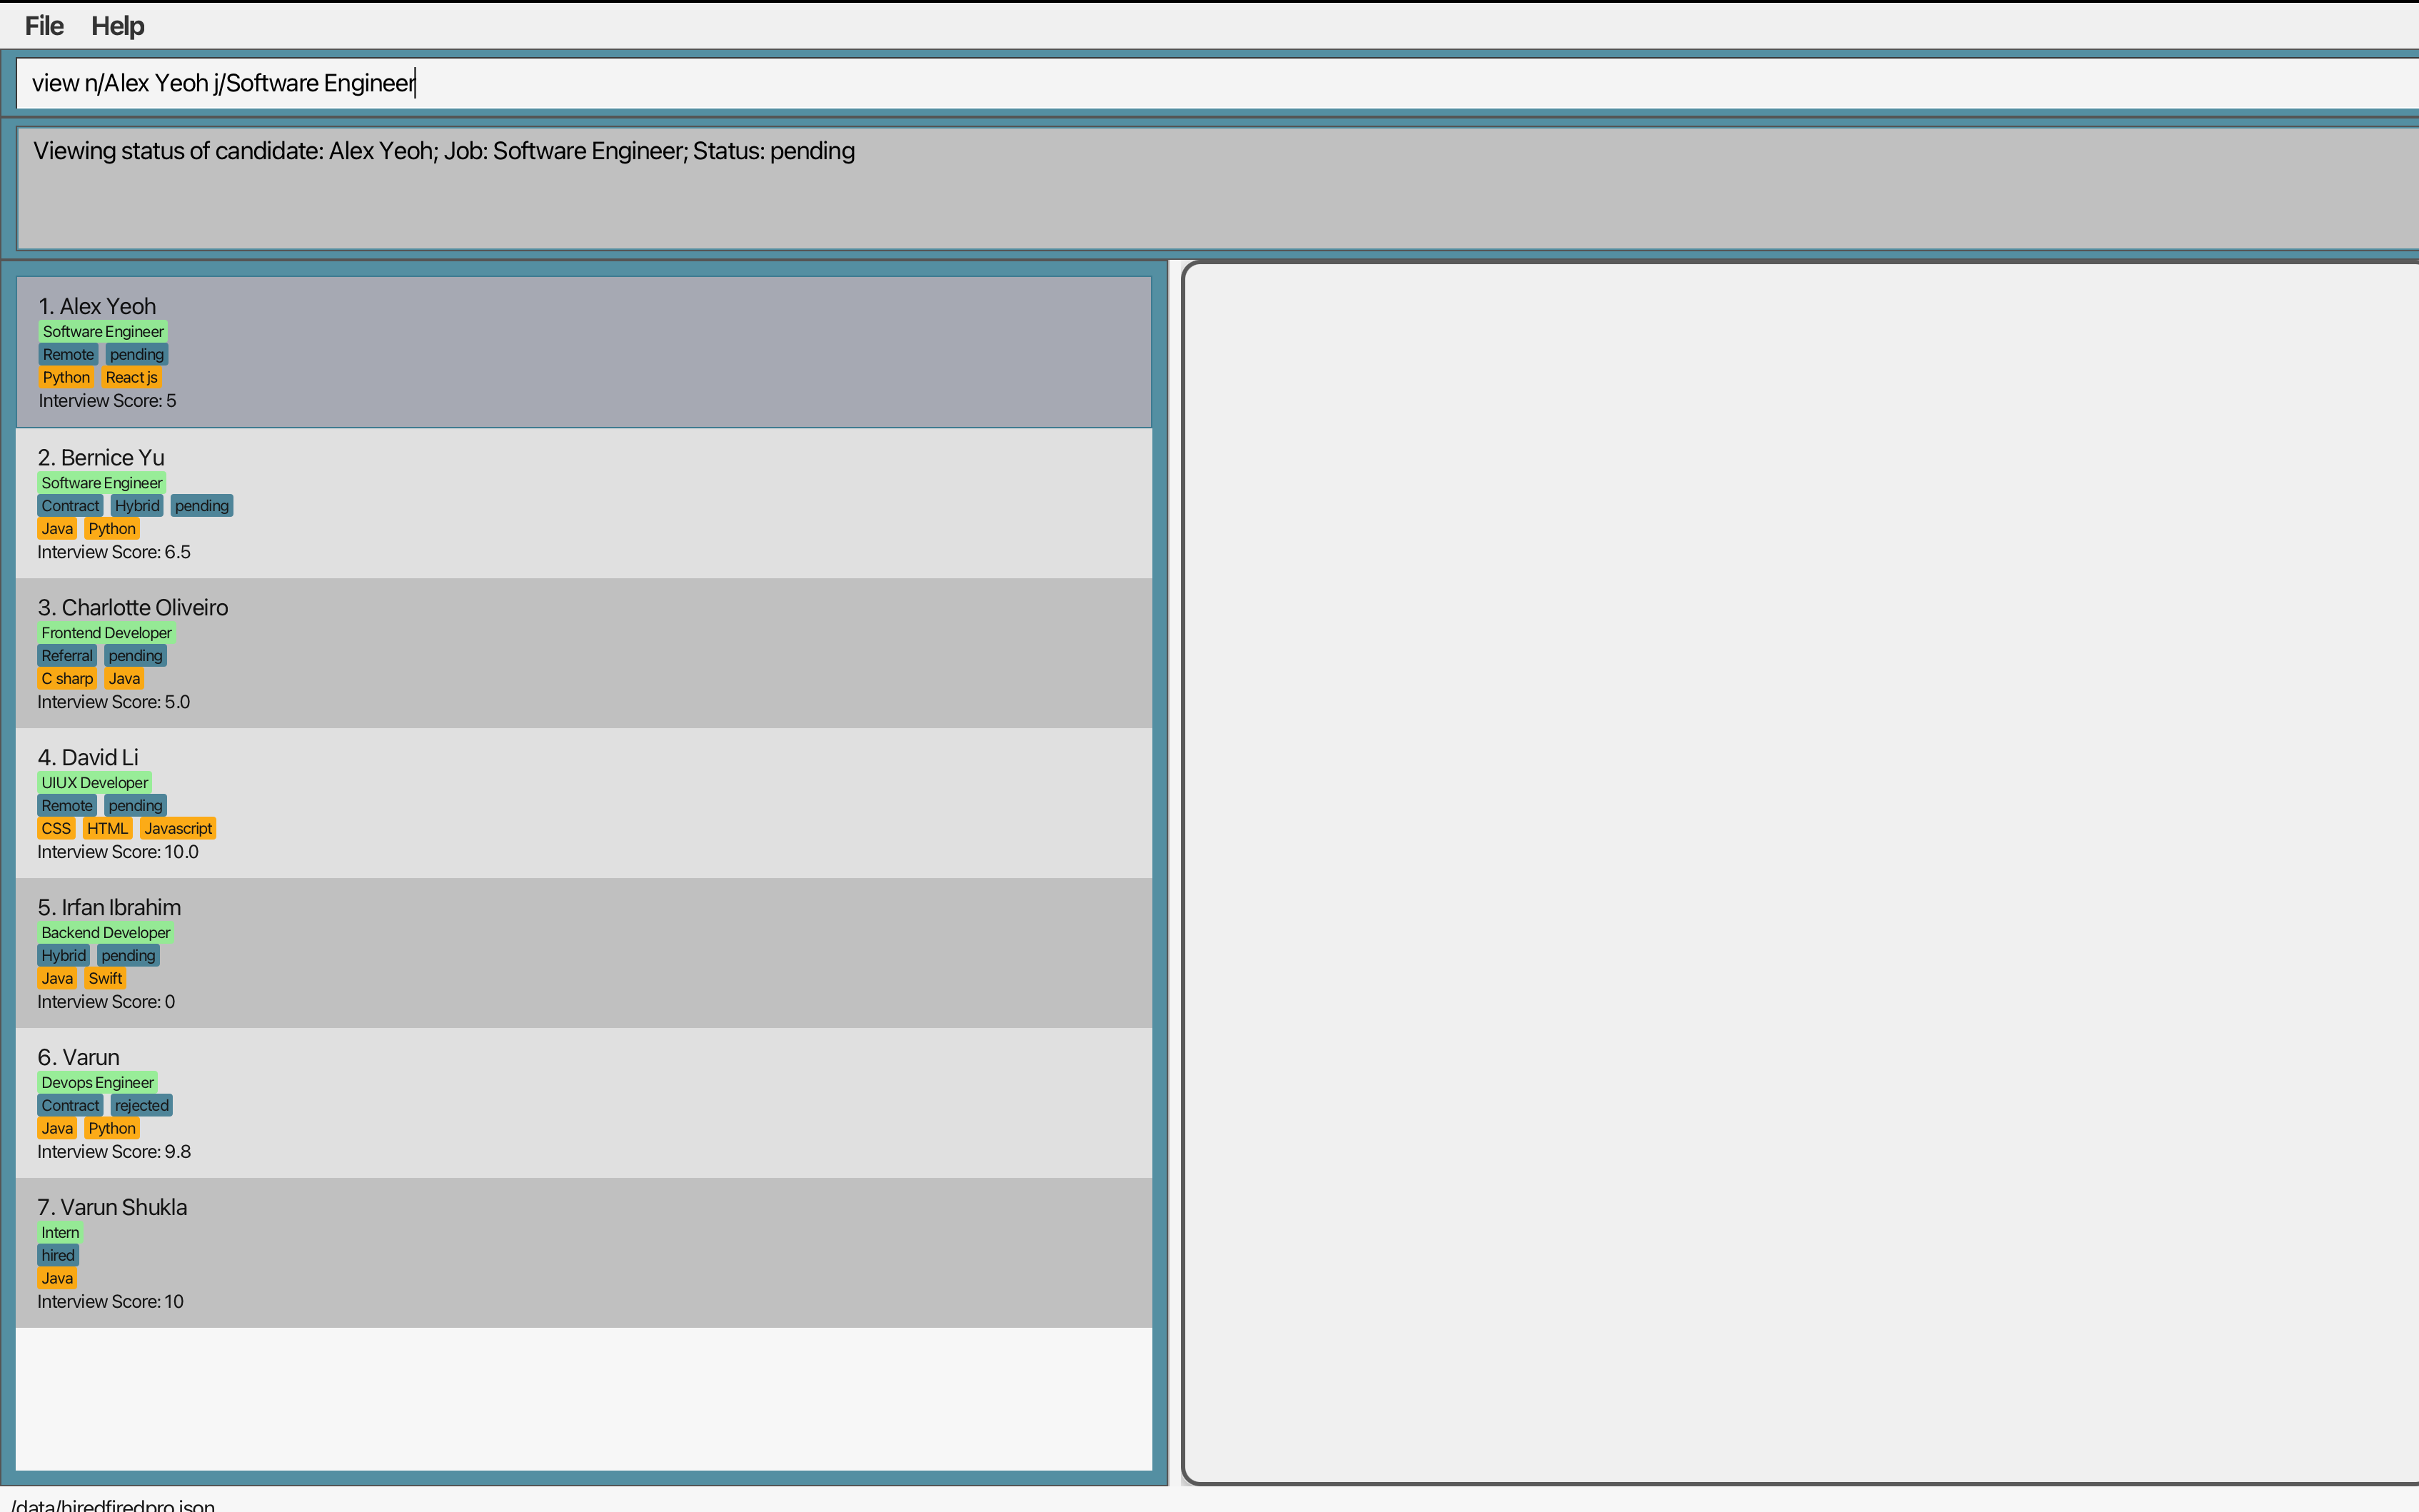 File Help
view n/Alex Yeoh j/Software Engineer
Viewing status of candidate: Alex Yeoh; Job: Software Engineer; Status: pending
1. Alex Yeoh
Software Engineer
Remote pending
Python React js
Interview Score: 5
2. Bernice Yu
Software Engineer
Contract Hybrid pending
Java Python
Interview Score: 6.5
3. Charlotte Oliveiro
Frontend Developer
Referral pending
C sharp Java
Interview Score: 5.0
4. David Li
UIUX Developer
Remote pending
CSS HTML Javascript
Interview Score: 10.0
5. Irfan Ibrahim
Backend Developer
Hybrid pending
Java Swift
Interview Score: 0
6. Varun
Devops Engineer
Contract rejected
Java Python
Interview Score: 9.8
7. Varun Shukla
Intern
hired
Java
Interview Score: 10
/data/hiredfiredpro.json